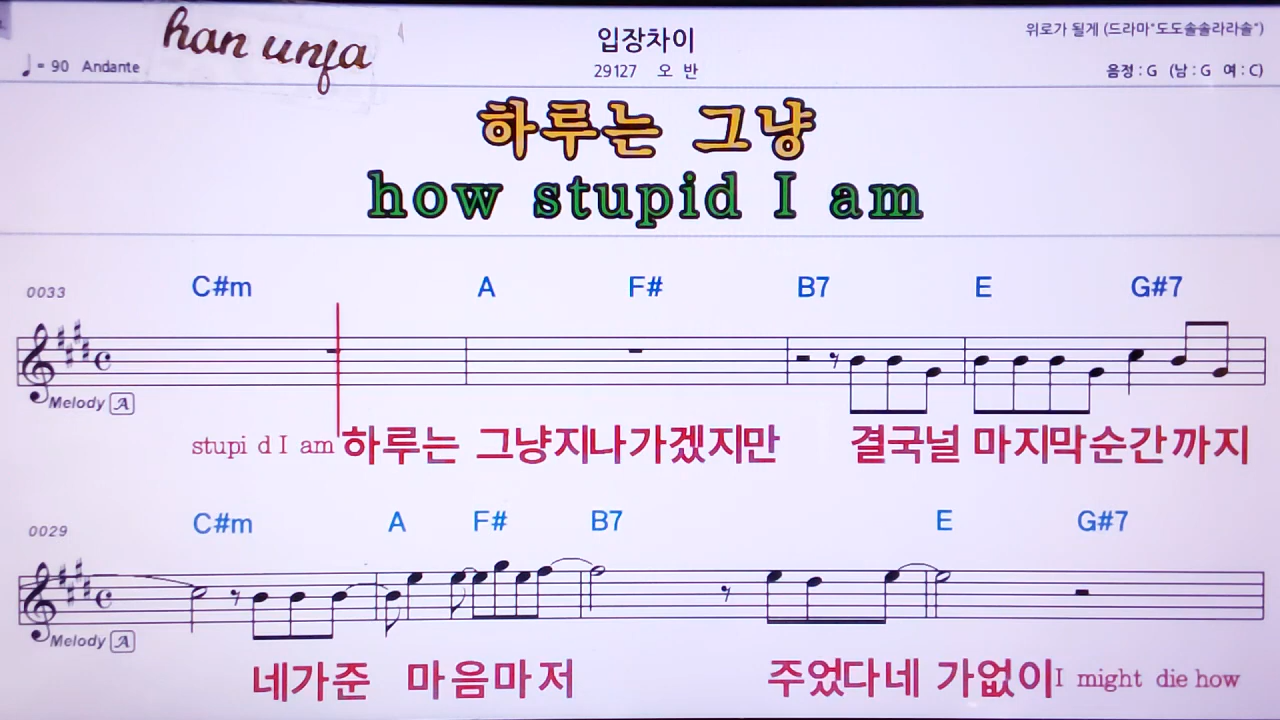 han unja
입장차이
위로가 될게 (드라마"도도솔솔라라솔")
♩= 90 Andante
29127 오 반
음정 : G (남 : G 여 : C)
하루는 그냥
how stupid I am
0033 C#m A F# B7 E G#7
Melody A
stupi d I am 하루는 그냥지나가겠지만 결국널 마지막순간까지
0029 C#m A F# B7 E G#7
Melody A
네가준 마음마저 주었다네 가없이I might die how